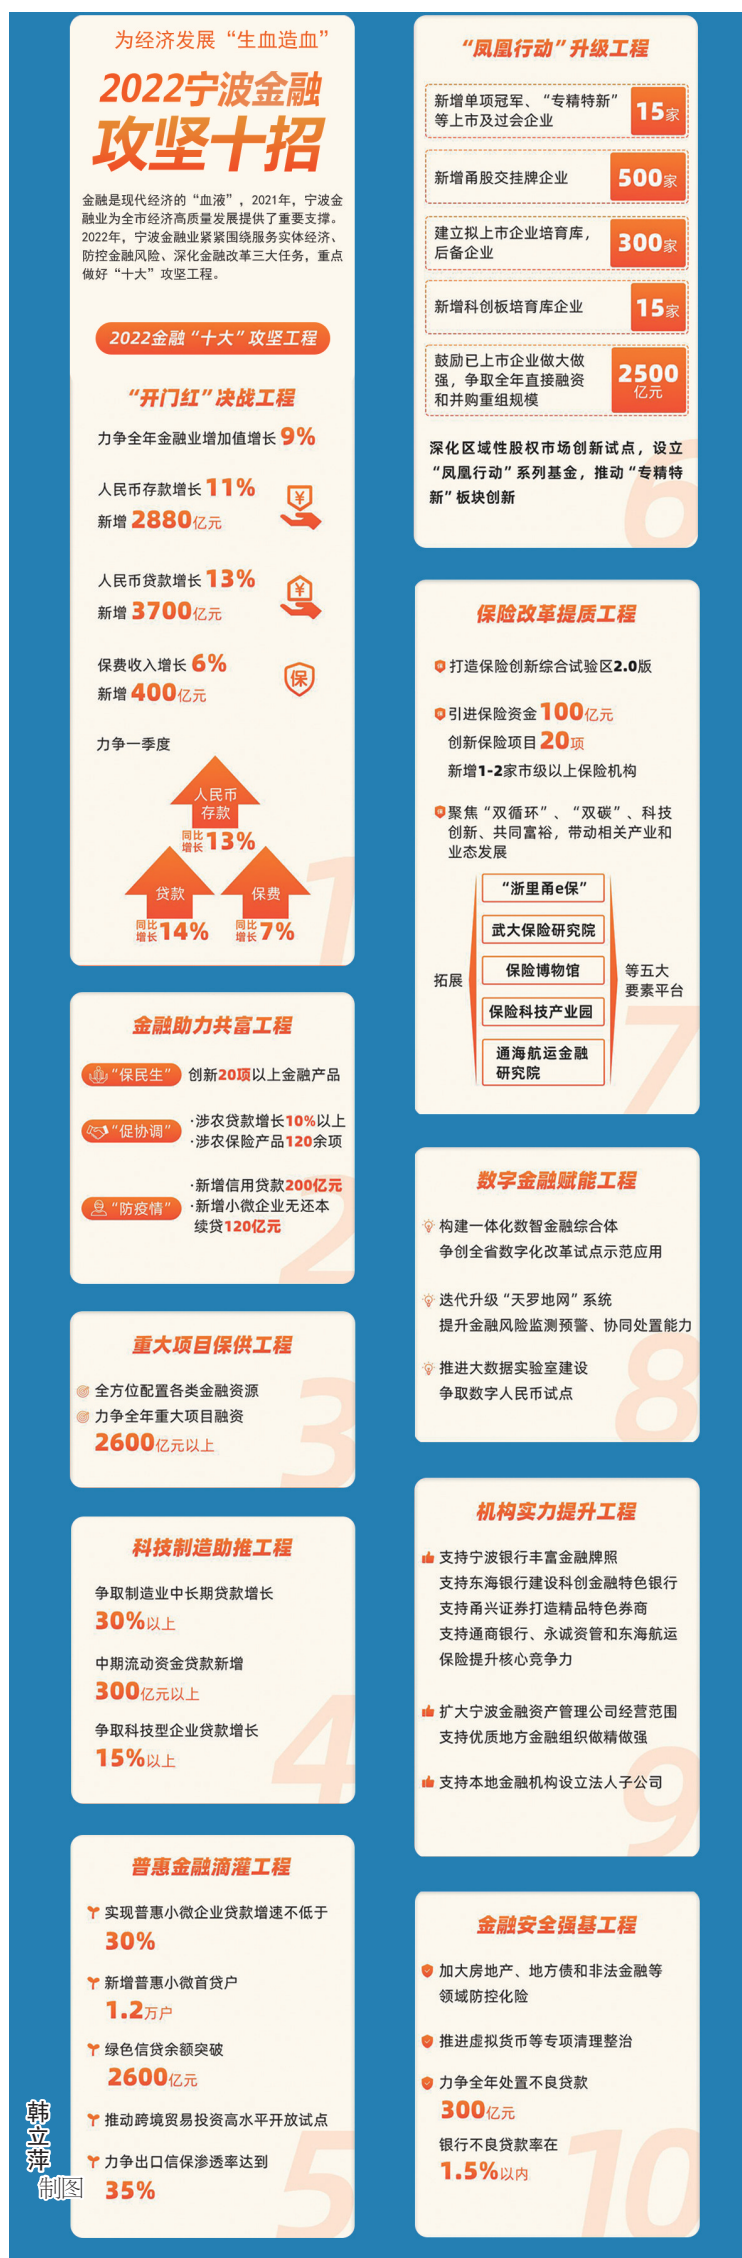 为经济发展“生血造血”
2022宁波金融
攻坚十招
金融是现代经济的“血液”，2021年，宁波金
融业为全市经济高质量发展提供了重要支撑。
2022年，宁波金融业紧紧围绕服务实体经济、
防控金融风险、深化金融改革三大任务，重点
做好“十大”攻坚工程。
2022金融“十大”攻坚工程
“开门红”决战工程
力争全年金融业增加值增长9%
人民币存款增长11%
新增2880亿元
人民币贷款增长13%
新增3700亿元
保费收入增长6%
新增400亿元
保
力争一季度
人民币
存款
同比
增长13%
贷款
同比
增长14%
保费
同比
增长7%
1
金融助力共富工程
“保民生”
创新20项以上金融产品
“促协调”
·涉农贷款增长10%以上
·涉农保险产品120余项
“防疫情”
·新增信用贷款200亿元
·新增小微企业无还本
续贷120亿元
2
重大项目保供工程
全方位配置各类金融资源
力争全年重大项目融资
2600亿元以上
3
科技制造助推工程
争取制造业中长期贷款增长
30%以上
中期流动资金贷款新增
300亿元以上
争取科技型企业贷款增长
15%以上
4
普惠金融滴灌工程
实现普惠小微企业贷款增速不低于
30%
新增普惠小微首贷户
1.2万户
绿色信贷余额突破
2600亿元
推动跨境贸易投资高水平开放试点
力争出口信保渗透率达到
35%
5
“凤凰行动”升级工程
新增单项冠军、“专精特新”
等上市及过会企业
15家
新增甬股交挂牌企业
500家
建立拟上市企业培育库，
后备企业
300家
新增科创板培育库企业
15家
鼓励已上市企业做大做
强，争取全年直接融资
和并购重组规模
2500
亿元
深化区域性股权市场创新试点，设立
“凤凰行动”系列基金，推动“专精特
新”板块创新
6
保险改革提质工程
打造保险创新综合试验区2.0版
引进保险资金100亿元
创新保险项目20项
新增1-2家市级以上保险机构
聚焦“双循环”、“双碳”、科技
创新、共同富裕，带动相关产业和
业态发展
拓展
“浙里甬e保”
武大保险研究院
保险博物馆
保险科技产业园
通海航运金融
研究院
等五大
要素平台
7
数字金融赋能工程
构建一体化数智金融综合体
争创全省数字化改革试点示范应用
迭代升级“天罗地网”系统
提升金融风险监测预警、协同处置能力
推进大数据实验室建设
争取数字人民币试点
8
机构实力提升工程
支持宁波银行丰富金融牌照
支持东海银行建设科创金融特色银行
支持甬兴证券打造精品特色券商
支持通商银行、永诚资管和东海航运
保险提升核心竞争力
扩大宁波金融资产管理公司经营范围
支持优质地方金融组织做精做强
支持本地金融机构设立法人子公司
9
金融安全强基工程
加大房地产、地方债和非法金融等
领域防控化险
推进虚拟货币等专项清理整治
力争全年处置不良贷款
300亿元
银行不良贷款率在
1.5%以内
10
韩立萍
制图